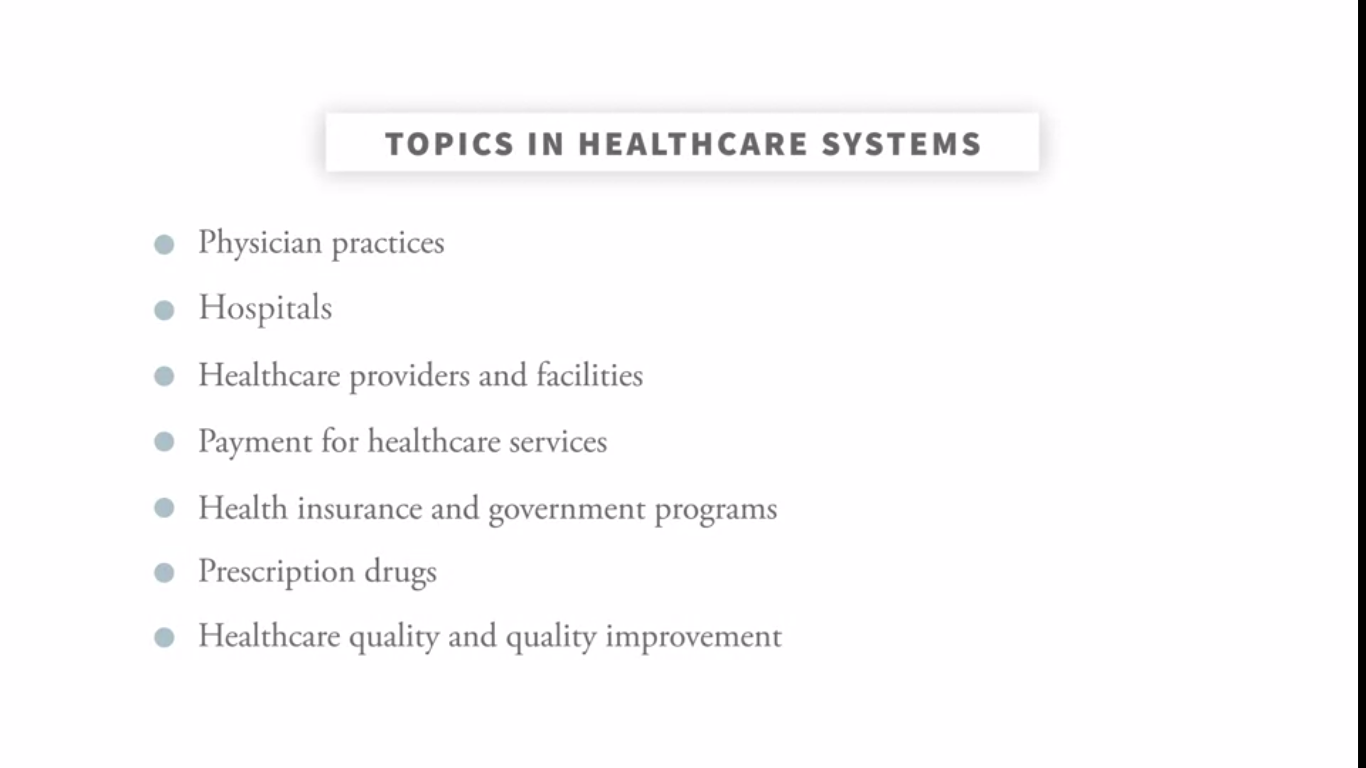 TOPICS IN HEALTHCARE SYSTEMS
Physician practices
Hospitals
Healthcare providers and facilities
Payment for healthcare services
Health insurance and government programs
Prescription drugs
Healthcare quality and quality improvement